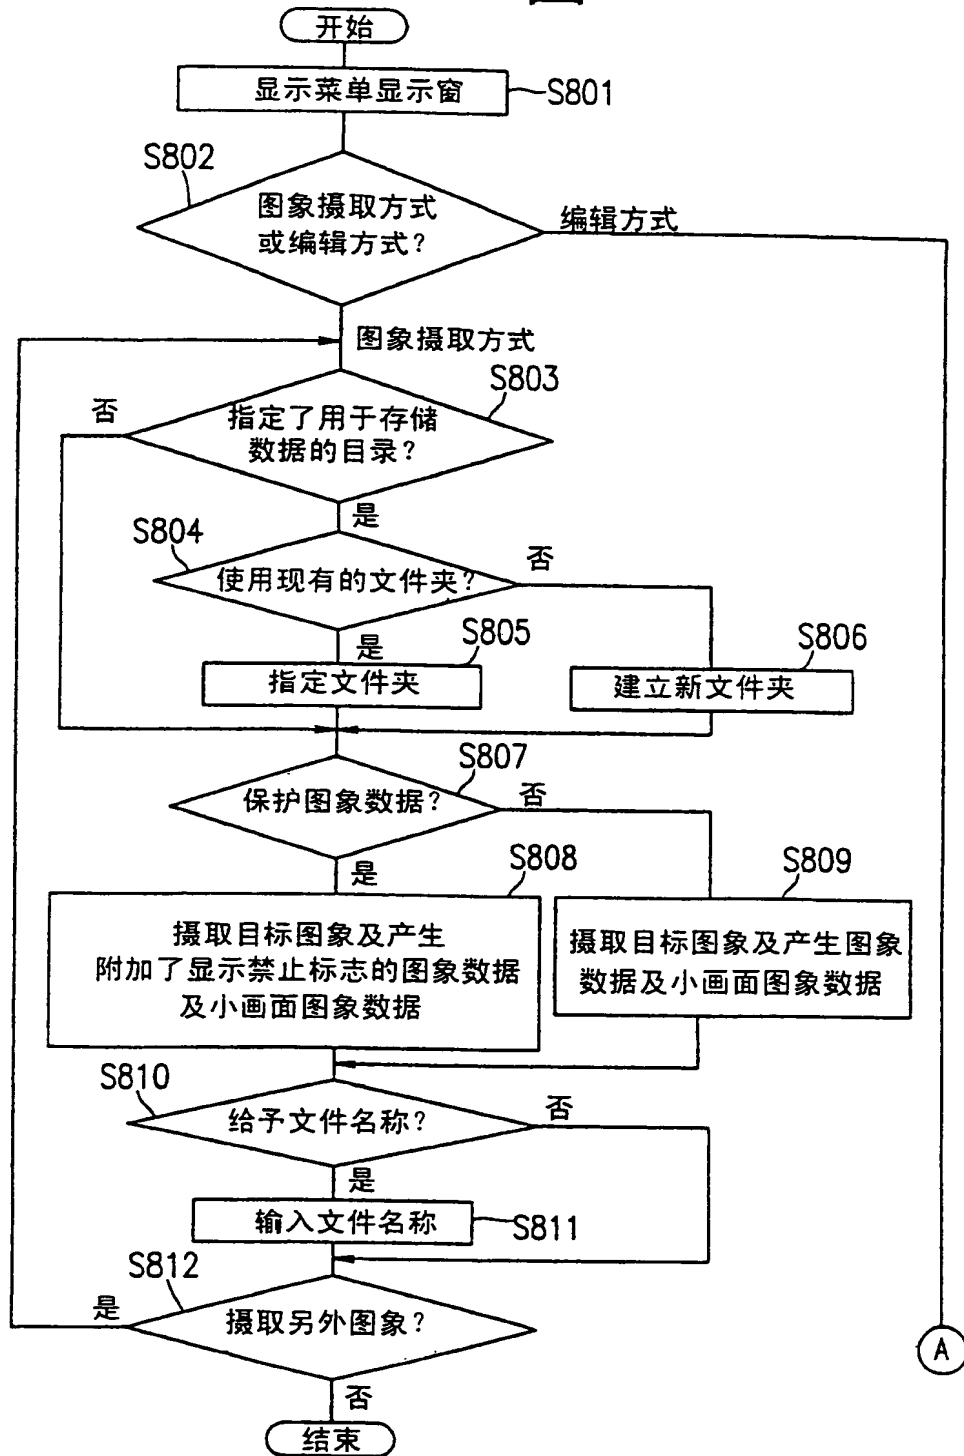 开始
显示菜单显示窗
S801
S802
图象摄取方式
或编辑方式?
编辑方式
图象摄取方式
S803
否
指定了用于存储
数据的目录?
是
S804
使用现有的文件夹?
否
是
S805
指定文件夹
S806
建立新文件夹
S807
保护图象数据?
否
是
S808
摄取目标图象及产生
附加了显示禁止标志的图象数据
及小画面图象数据
S809
摄取目标图象及产生图象
数据及小画面图象数据
S810
给予文件名称?
否
是
输入文件名称
S811
S812
是
摄取另外图象?
否
A
结束